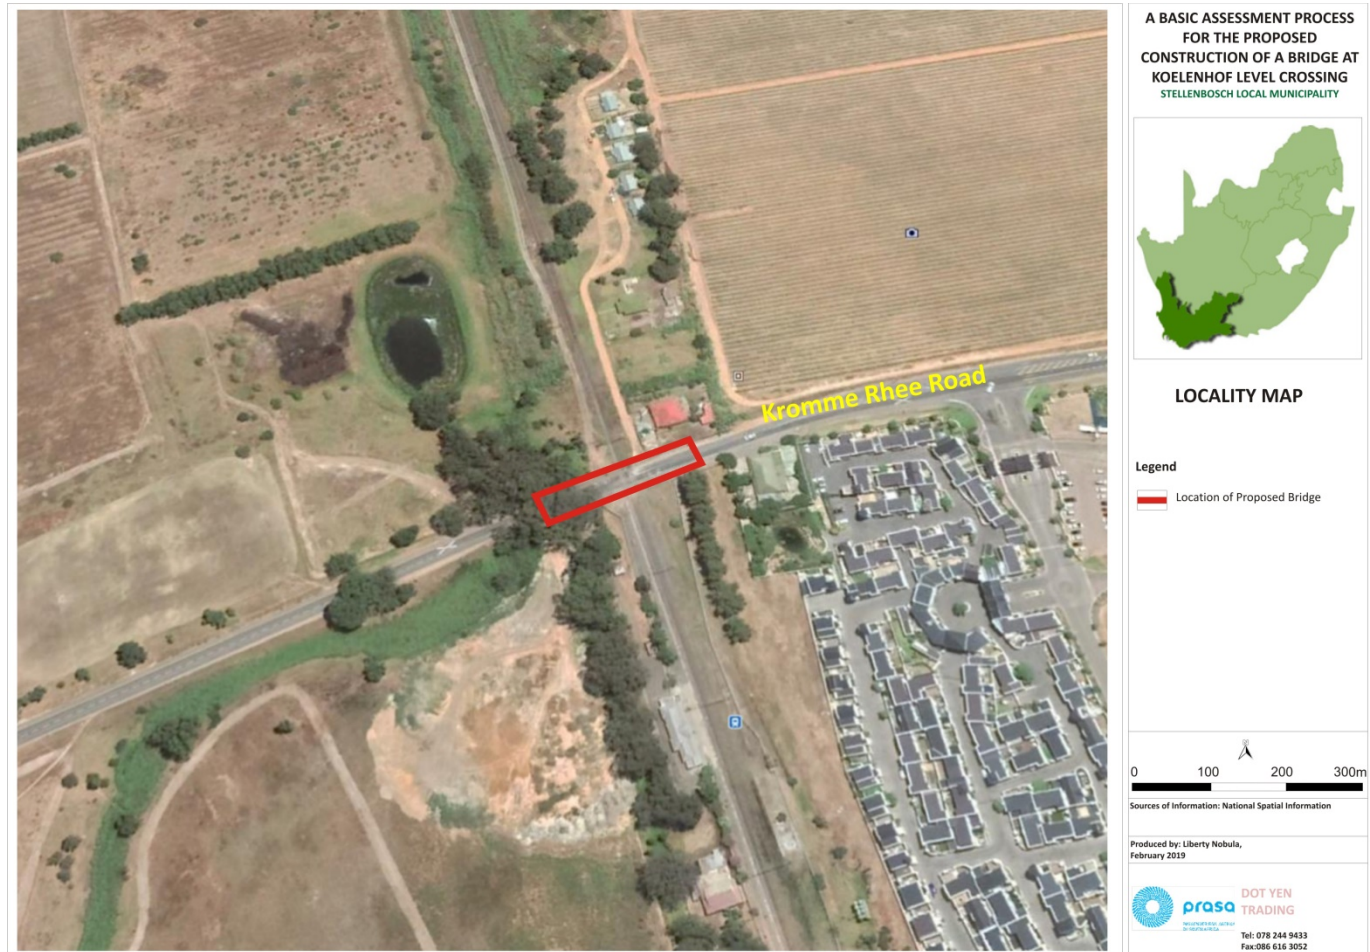 A BASIC ASSESSMENT PROCESS
FOR THE PROPOSED
CONSTRUCTION OF A BRIDGE AT
KOELENHOF LEVEL CROSSING
STELLENBOSCH LOCAL MUNICIPALITY
LOCALITY MAP
Legend
Location of Proposed Bridge
Kromme Rhee Road
0 100 200 300m
Sources of Information: National Spatial Information
Produced by: Liberty Nobula,
February 2019
prasa
DOT YEN
TRADING
Tel: 078 244 9433
Fax:086 616 3052